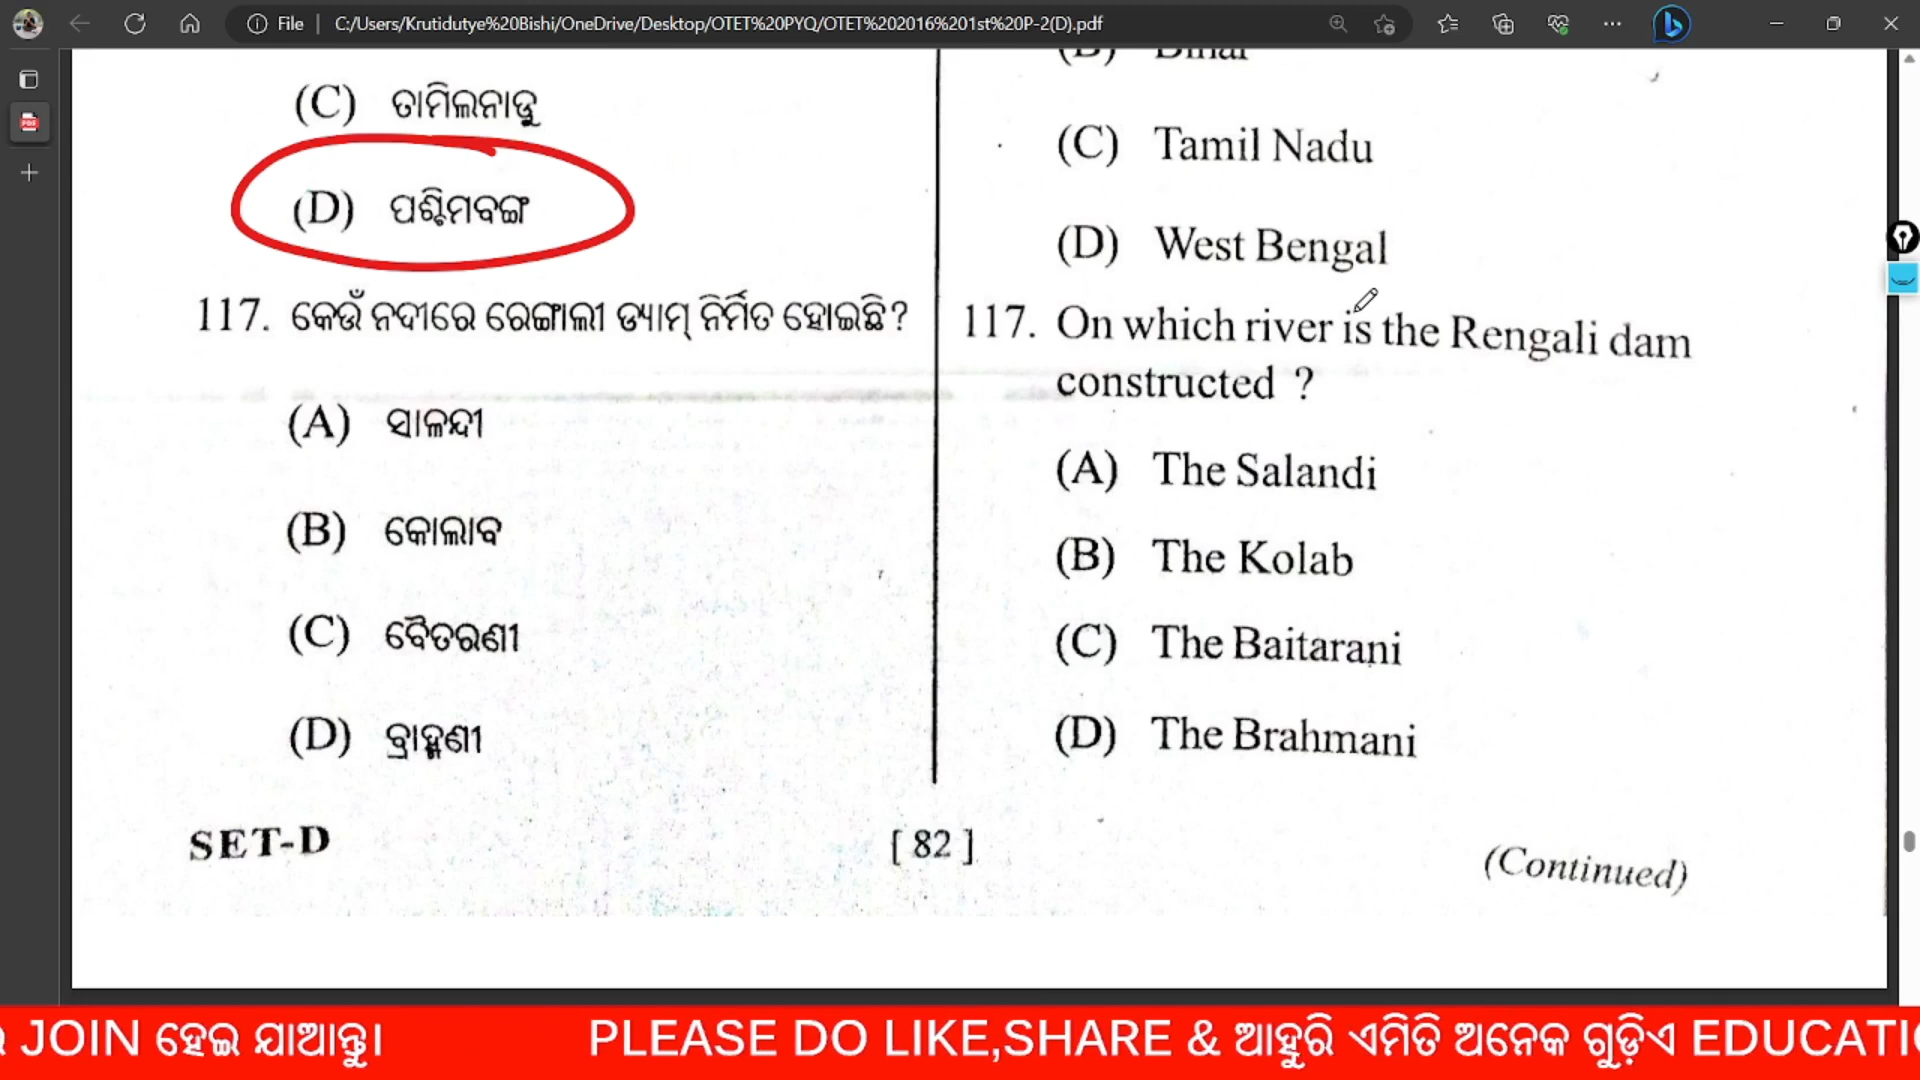 File
C:/Users/Krutidutye%20Bishi/OneDrive/Desktop/OTET%20PYQ/OTET%202016%201st%20P-2(D).pdf
(C) ତାମିଲନାଡୁ
(D) ପଶ୍ଚିମବଙ୍ଗ
117. କେଉଁ ନଦୀରେ ରେଙ୍ଗାଲୀ ଡ୍ୟାମ୍ ନିର୍ମିତ ହୋଇଛି?
(A) ସାଳନ୍ଦୀ
(B) କୋଲାବ
(C) ବୈତରଣୀ
(D) ବ୍ରାହ୍ମଣୀ
(B) Bihar
(C) Tamil Nadu
(D) West Bengal
117. On which river is the Rengali dam
constructed ?
(A) The Salandi
(B) The Kolab
(C) The Baitarani
(D) The Brahmani
SET-D
[ 82 ]
(Continued)
JOIN ହେଇ ଯାଆନ୍ତୁ। PLEASE DO LIKE,SHARE & ଆହୁରି ଏମିତି ଅନେକ ଗୁଡ଼ିଏ EDUCATI